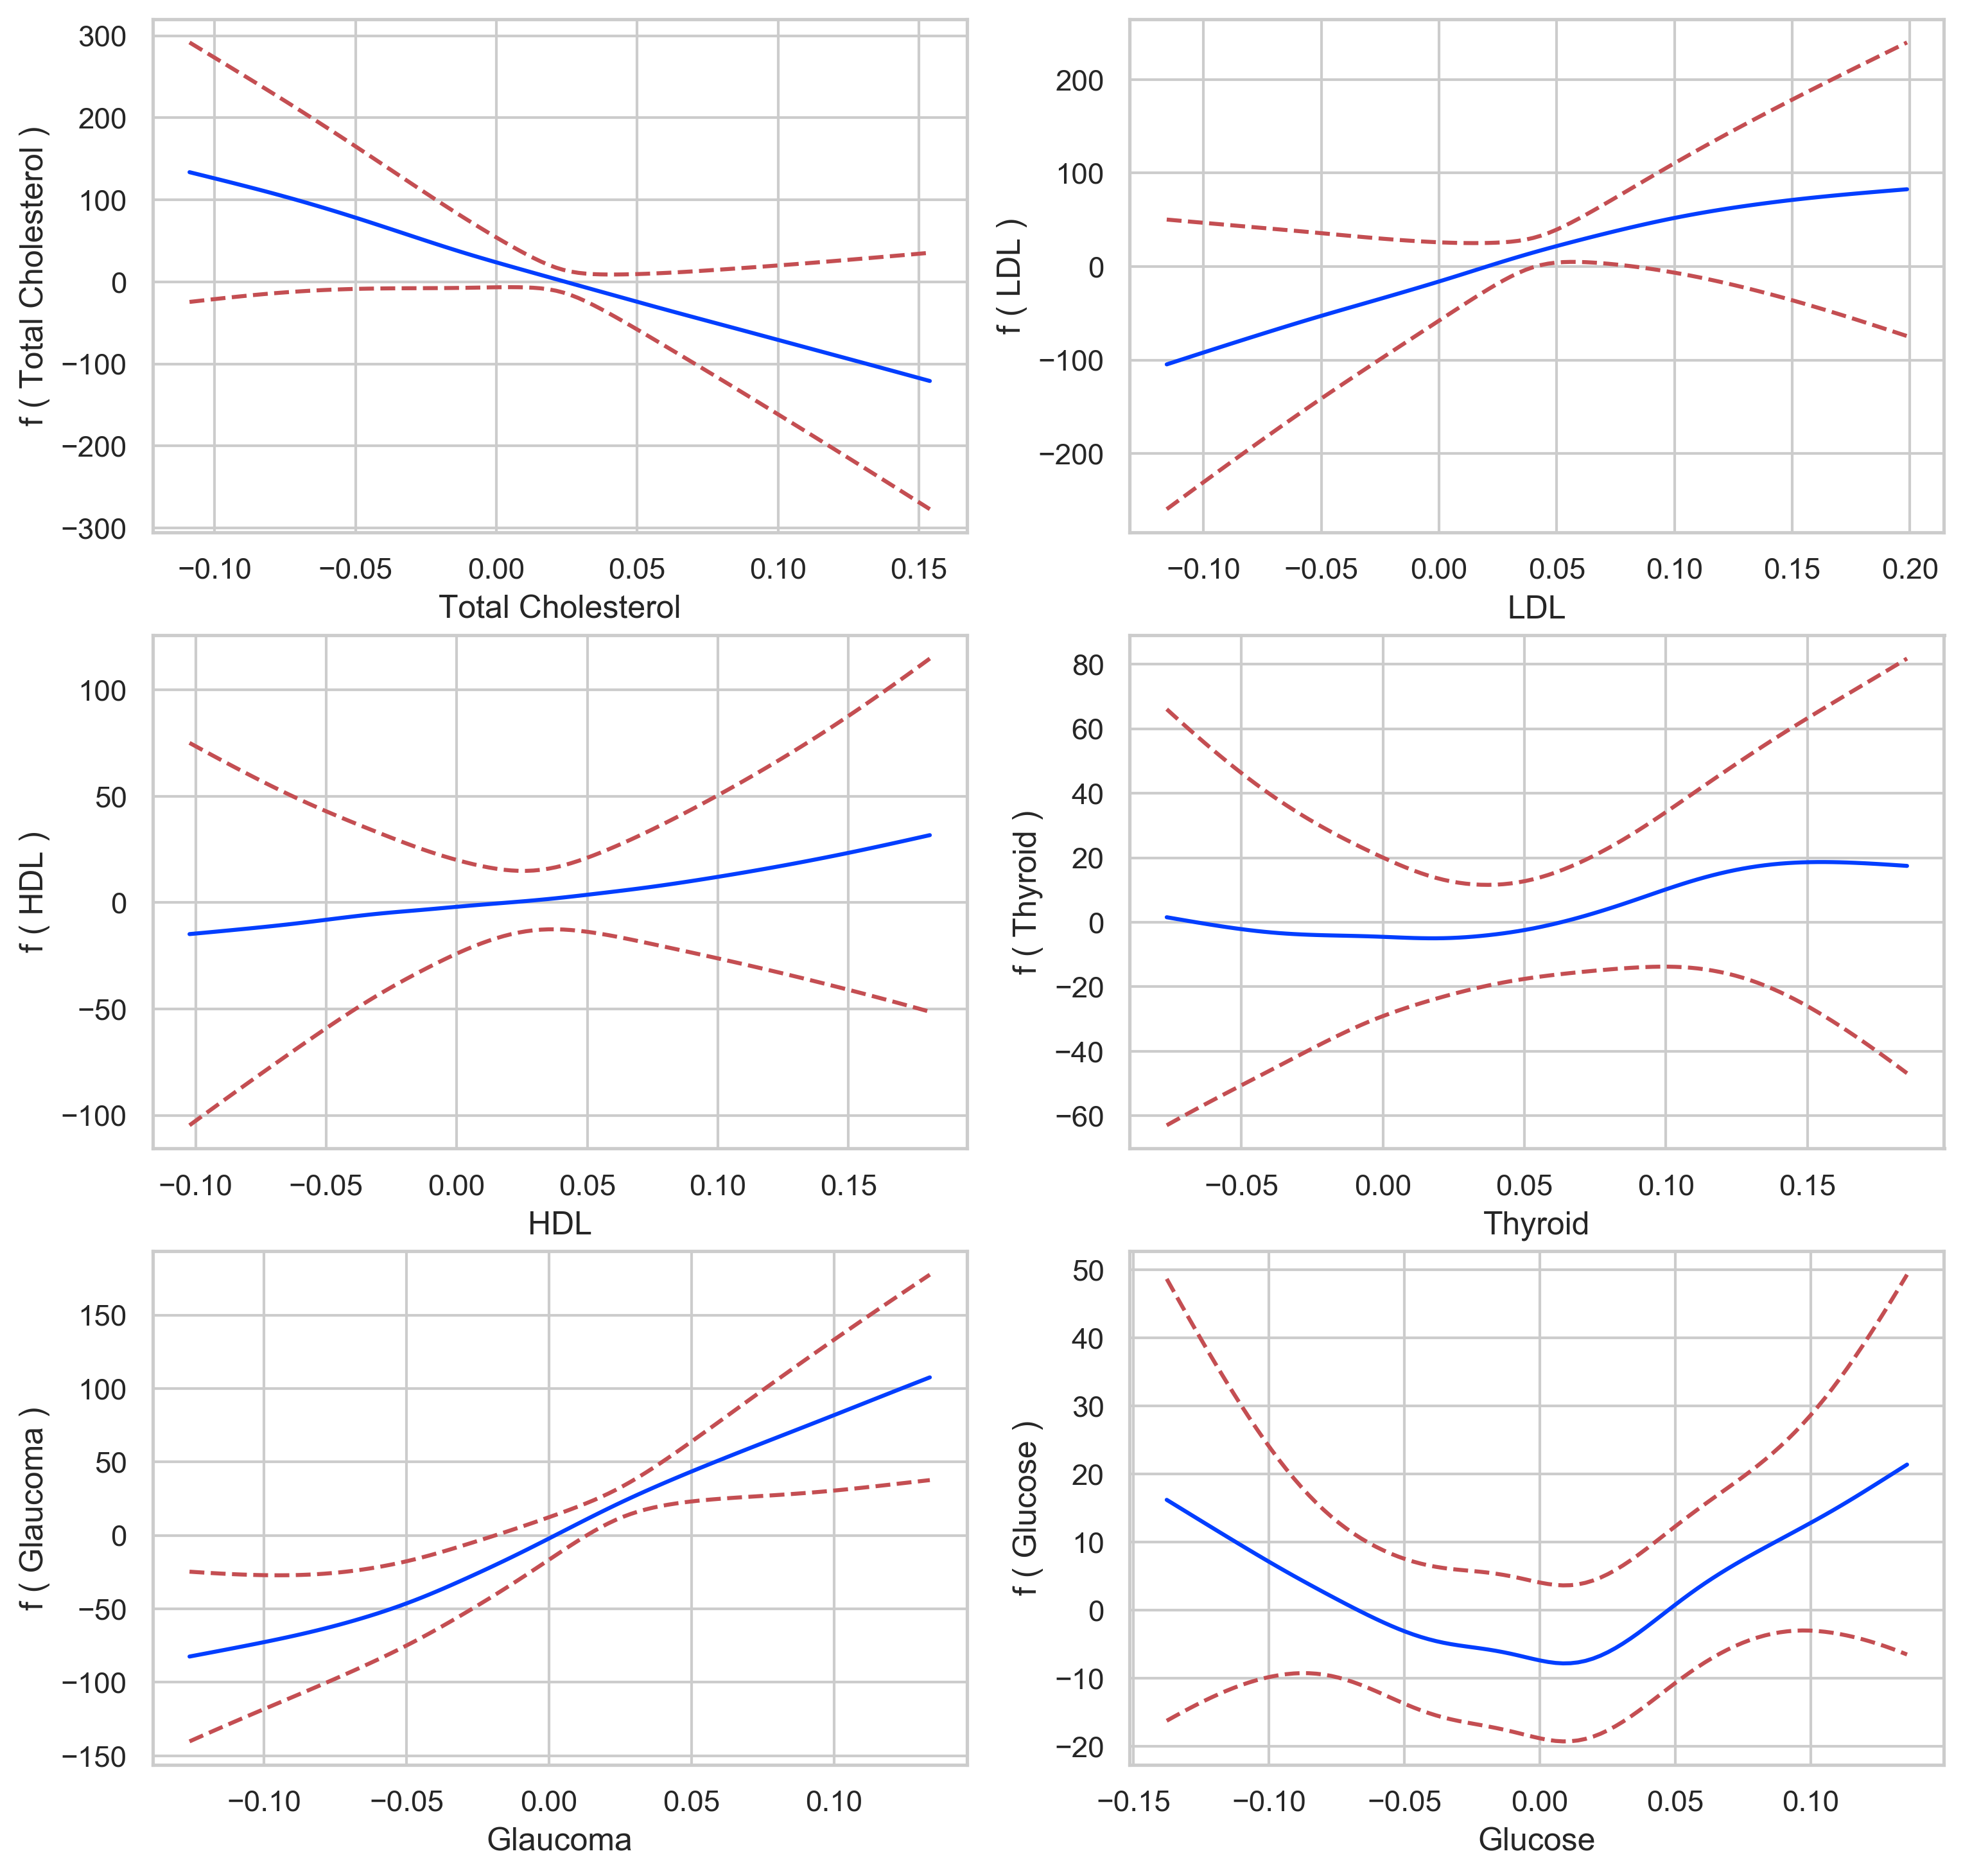 300
200
100
0
−100
−200
−300
f ( Total Cholesterol )
−0.10 −0.05 0.00 0.05 0.10 0.15
Total Cholesterol
200
100
0
−100
−200
f ( LDL )
−0.10 −0.05 0.00 0.05 0.10 0.15 0.20
LDL
100
50
0
−50
−100
f ( HDL )
−0.10 −0.05 0.00 0.05 0.10 0.15
HDL
80
60
40
20
0
−20
−40
−60
f ( Thyroid )
−0.05 0.00 0.05 0.10 0.15
Thyroid
150
100
50
0
−50
−100
−150
f ( Glaucoma )
−0.10 −0.05 0.00 0.05 0.10
Glaucoma
50
40
30
20
10
0
−10
−20
f ( Glucose )
−0.15 −0.10 −0.05 0.00 0.05 0.10
Glucose